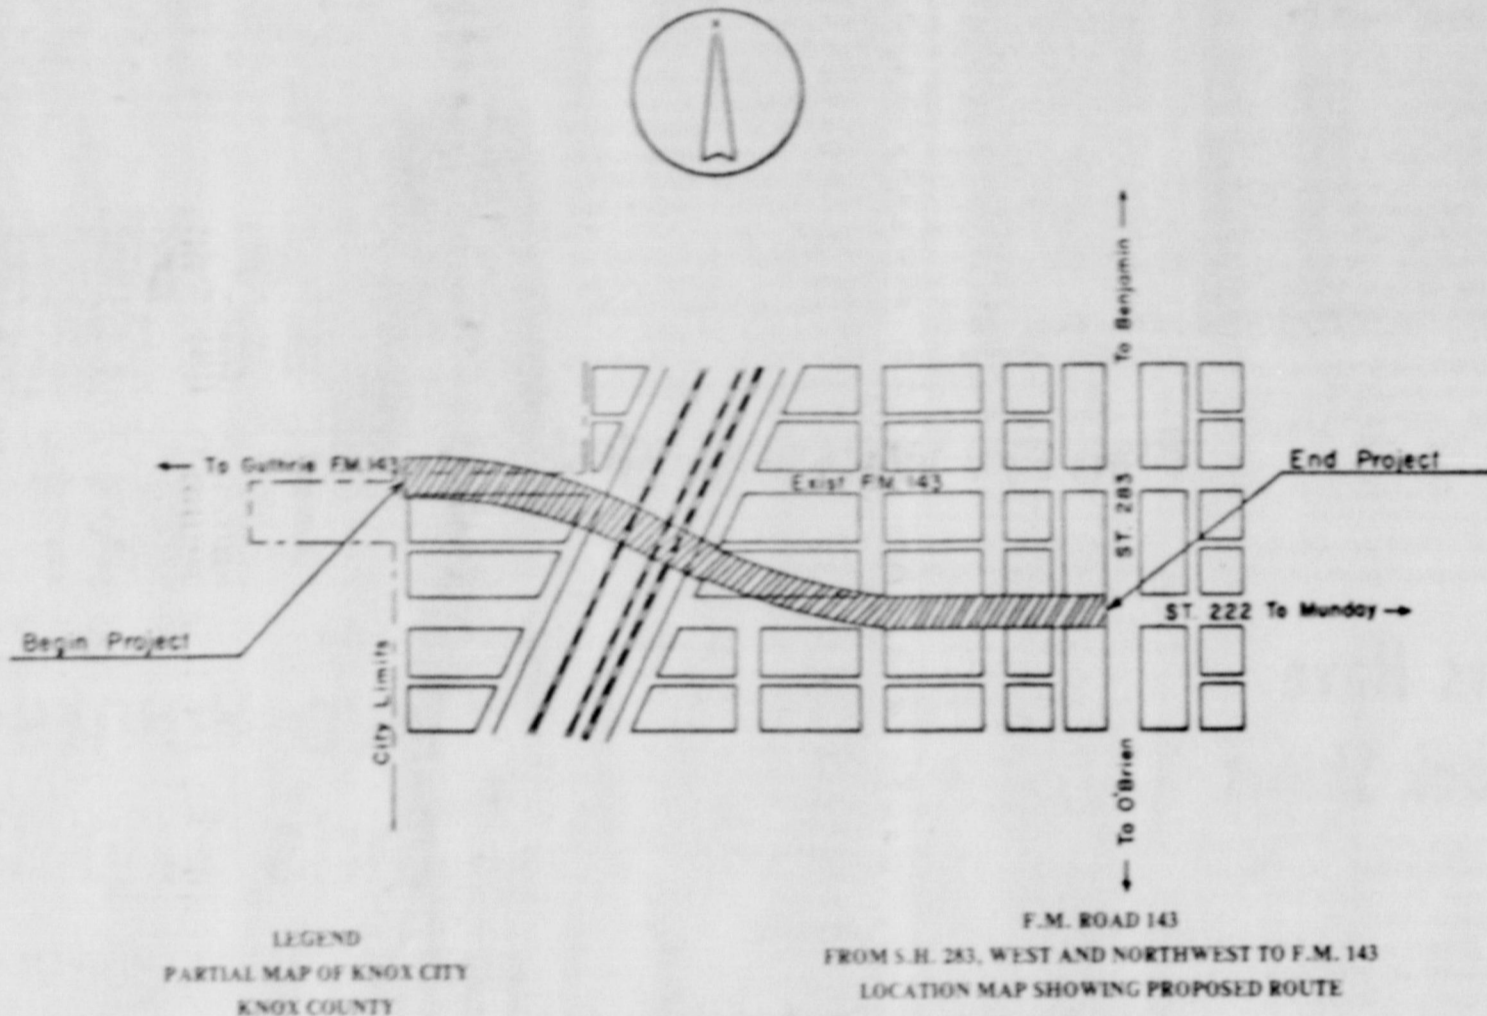 To Benjamin
To Guthrie F.M. 143
Exist F.M. 143
End Project
ST. 283
ST. 222 To Munday
Begin Project
City Limits
To O'Brien
LEGEND
PARTIAL MAP OF KNOX CITY
KNOX COUNTY
F.M. ROAD 143
FROM S.H. 283, WEST AND NORTHWEST TO F.M. 143
LOCATION MAP SHOWING PROPOSED ROUTE